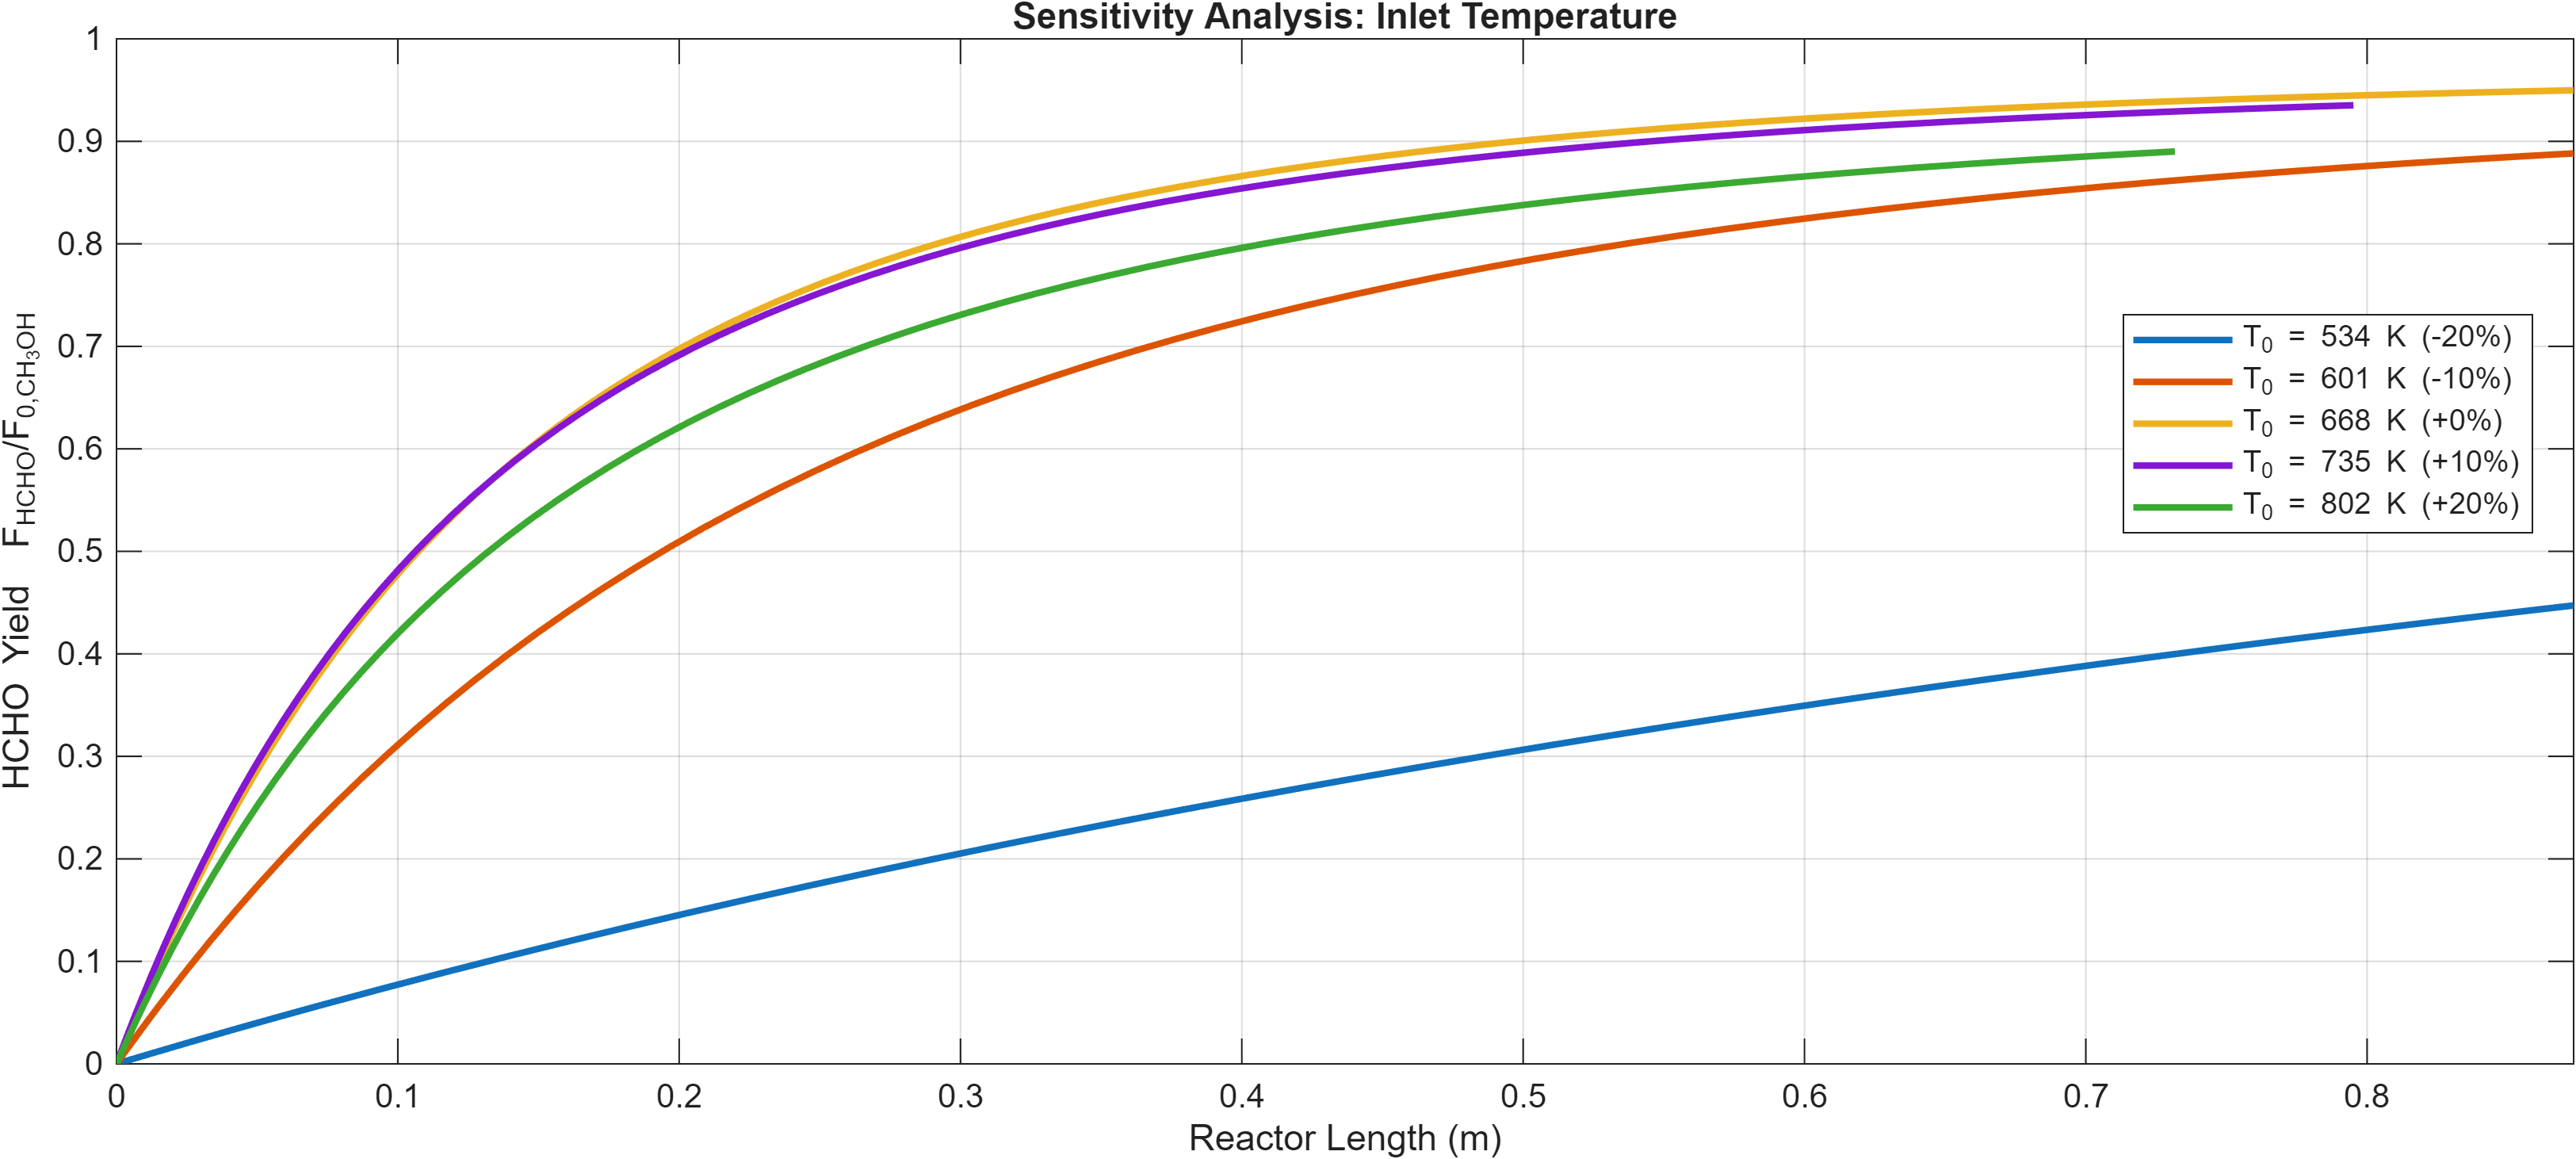 Sensitivity Analysis: Inlet Temperature
HCHO Yield F_HCHO/F_0,CH₃OH
1
0.9
0.8
0.7
0.6
0.5
0.4
0.3
0.2
0.1
0
T₀ = 534 K (-20%)
T₀ = 601 K (-10%)
T₀ = 668 K (+0%)
T₀ = 735 K (+10%)
T₀ = 802 K (+20%)
0 0.1 0.2 0.3 0.4 0.5 0.6 0.7 0.8
Reactor Length (m)